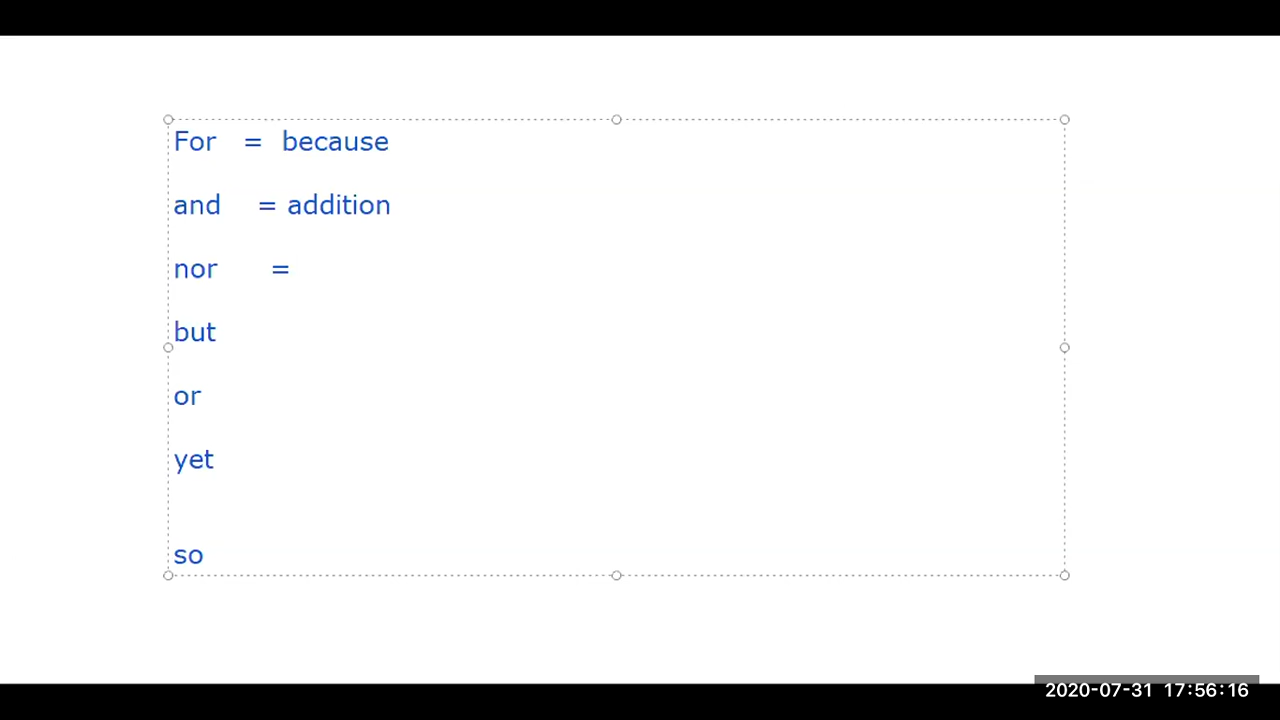 For = because
and = addition
nor =
but
or
yet
so
2020-07-31 17:56:16